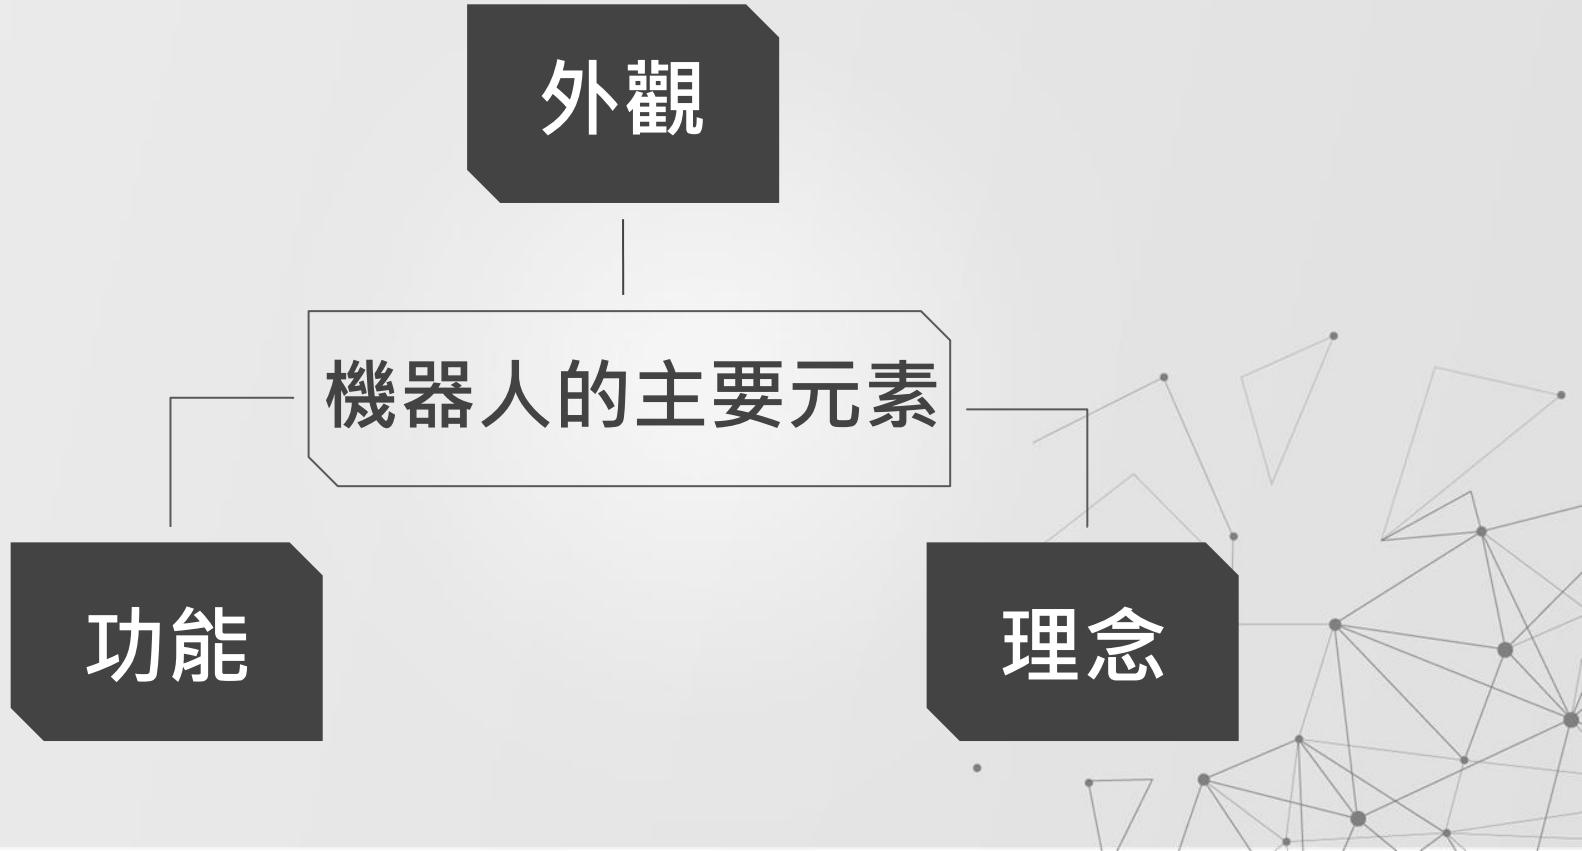 外觀
機器人的主要元素
功能
理念